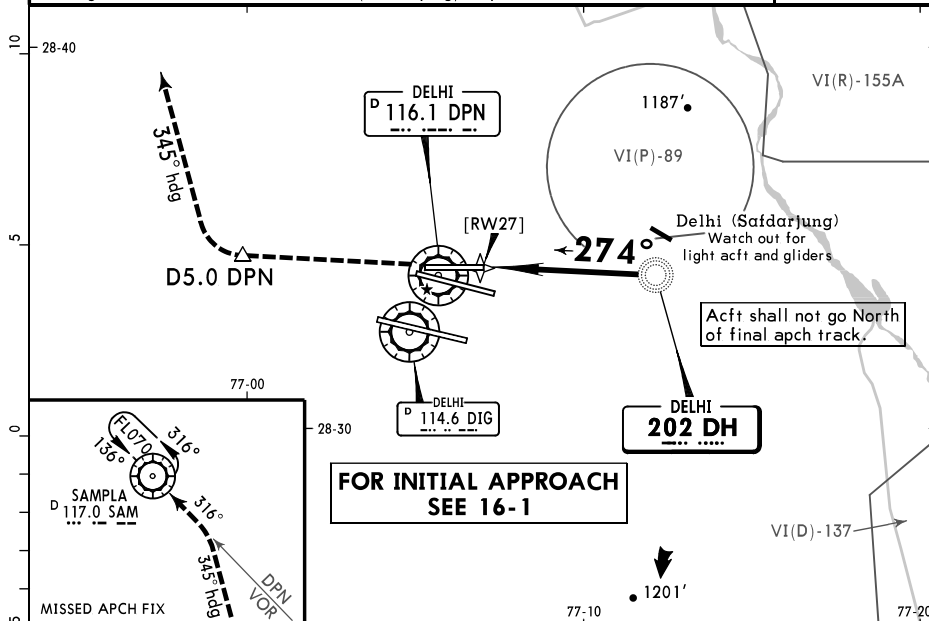 10
28-40
DELHI
D 116.1 DPN
1187'
VI(R)-155A
VI(P)-89
345° hdg
5
[RW27]
274°
Delhi (Safdarjung)
Watch out for
light acft and gliders
D5.0 DPN
Acft shall not go North
of final apch track.
77-00
DELHI
D 114.6 DIG
DELHI
202 DH
0
28-30
FL070
316°
136°
SAMPLA
D 117.0 SAM
316°
345° hdg
DPN
VOR
MISSED APCH FIX
FOR INITIAL APPROACH
SEE 16-1
VI(D)-137
1201'
5
77-10
77-20